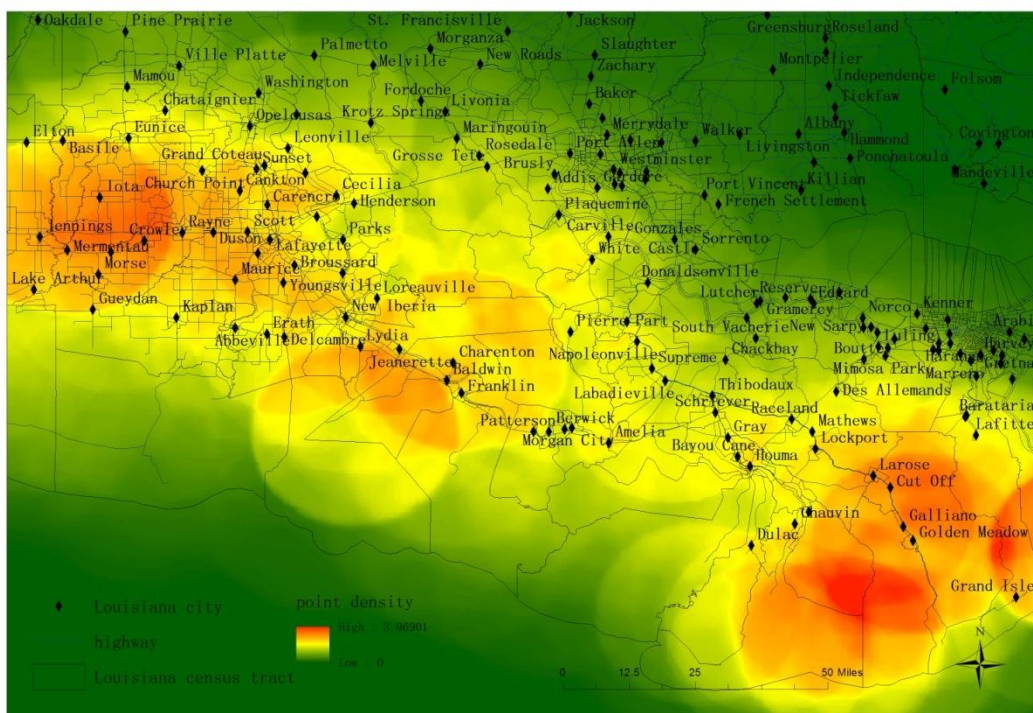 Oakdale
Pine Prairie
St. Francisville
Jackson
Greensburg Roseland
Morganza
Palmetto
Slaughter
Ville Platte
Melville
New Roads
Zachary
Montpelier
Mamou
Washington
Independence
Folsom
Fordoche
Baker
Tickfaw
Chataignier
Krotz Spring
Livonia
Opelousas
Merrydale
Albany
Elton
Eunice
Leonville
Maringouin
Port Allen
Walker
Hammond
Covington
Basile
Rosedale
Livingston
Grand Coteau
Sunset
Grosse Tete
Brusly
Westminster
Ponchatoula
Mandeville
Iota
Church Point
Cankton
Cecilia
Addis
Port Vincent
Killian
Carencro
Henderson
Plaquemine
French Settlement
Jennings
Crowley
Rayne
Scott
Parks
Carville
Gonzales
Mermentau
Duson
Lafayette
Sorrento
Morse
Broussard
White Castle
Lake Arthur
Maurice
Youngsville
Loreauville
Donaldsonville
Gueydan
Lutcher
Reserve
Edgard
Kaplan
New Iberia
Gramercy
Norco
Kenner
Erath
Pierre Part
South Vacherie
New Sarpy
Abbeville
Delcambre
Lydia
Luling
Harvey
Jeanerette
Charenton
Napoleonville
Supreme
Chackbay
Boutte
Gretna
Baldwin
Mimosa Park
Franklin
Labadieville
Thibodaux
Des Allemands
Schriever
Raceland
Barataria
Patterson
Berwick
Gray
Mathews
Lafitte
Morgan City
Amelia
Bayou Cane
Lockport
Houma
Larose
Cut Off
Chauvin
Galliano
Dulac
Golden Meadow
Grand Isle
Louisiana city
highway
Louisiana census tract
point density
High : 3.96901
Low : 0
N
0 12.5 25 50 Miles